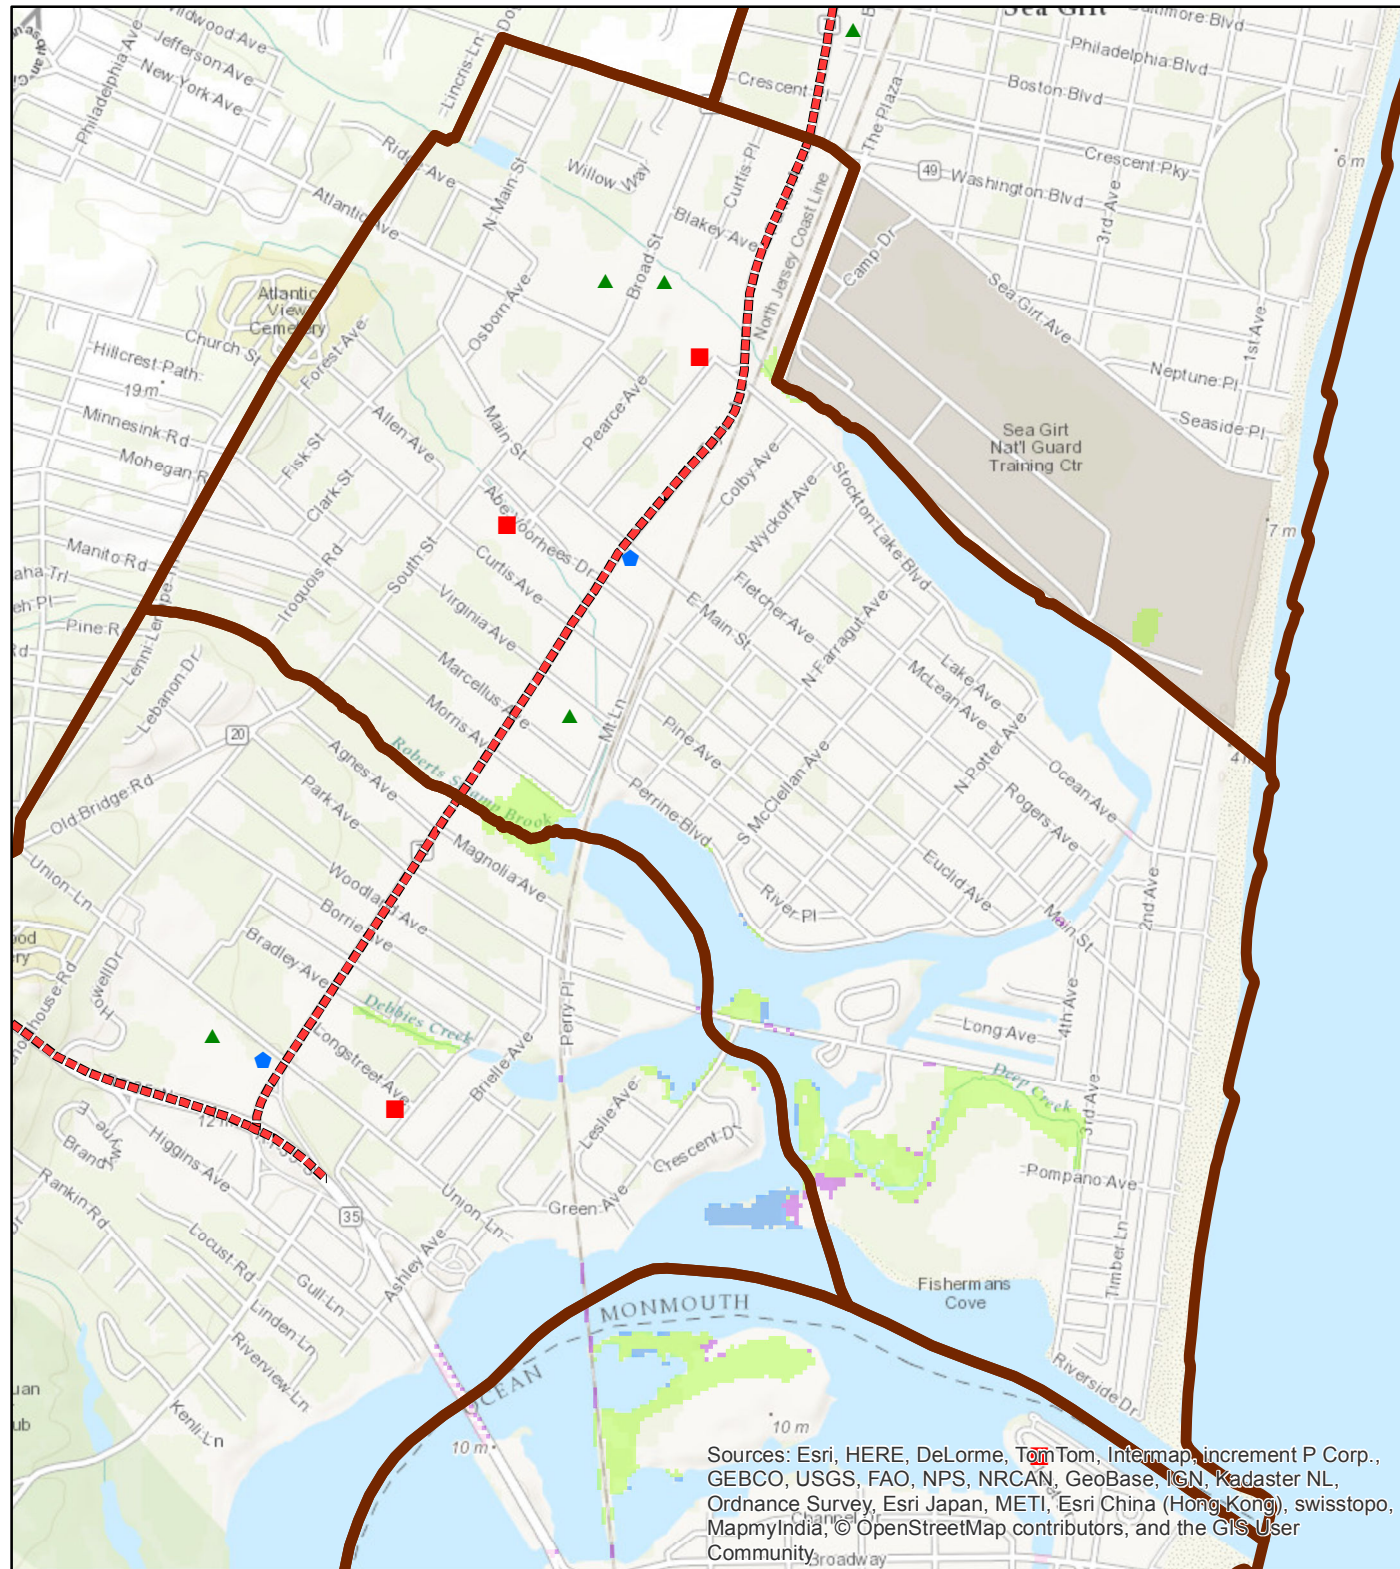 Sea Girt
Baltimore Blvd
Wildwood Ave
Jefferson Ave
New York Ave
Philadelphia Ave
Lincris Ln
Philadelphia Blvd
Boston Blvd
Crescent Pl
The Plaza
Crescent Pky
6 m
49
Washington Blvd
3rd Ave
Ridge Ave
Willow Way
Curtis Pl
N Main St
Atlantic Ave
Blakey Ave
Broad St
North Jersey Coast Line
Camp Dr
Sea Girt Ave
1st Ave
Atlantic
View
Cemetery
Osborn Ave
Church St
Forest Ave
Hillcrest Path
19 m
Neptune Pl
Seaside Pl
Minnesink Rd
Allen Ave
Main St
Pearce Ave
Sea Girt
Nat'l Guard
Training Ctr
Mohegan R
Fisk St
Clark St
Colby Ave
Wyckoff Ave
Stockton Lake Blvd
Abe Voorhees Dr
7 m
Manito Rd
aha Trl
eh Pl
Pine R
Rd
Iroquois Rd
South St
Curtis Ave
Virginia Ave
Fletcher Ave
E Main St
N Farragut Ave
Lenni Lenape
Lebanon Dr
Marcellus Ave
Morris Av
Mt Ln
Lake Ave
McLean Ave
N Potter Ave
20
Pine Ave
Agnes Ave
Roberts Swamp Brook
4 m
Park Ave
Old Bridge Rd
Perrine Blvd
S McClellan Ave
Ocean Ave
Rogers Ave
Magnolia Ave
Union Ln
Woodland Ave
Borrie Ave
River Pl
Euclid Ave
Main St
2nd Ave
Bradley Ave
Howell Dr
Debbies Creek
Perry Pl
Long Ave
4th Ave
Longstreet Ave
Brielle Ave
Leslie Ave
Deep Creek
3rd Ave
12 m
Higgins Ave
Crescent D
Pompano Ave
Rankin Rd
35
Union Ln
Green Ave
Locust Rd
Ashley Ave
Gull Ln
Linden Ln
Riverview Ln
Kenli Ln
Timber Ln
Fishermans
Cove
MONMOUTH
OCEAN
Riverside Dr
10 m
10 m
Sources: Esri, HERE, DeLorme, TomTom, Intermap, increment P Corp.,
GEBCO, USGS, FAO, NPS, NRCAN, GeoBase, IGN, Kadaster NL,
Ordnance Survey, Esri Japan, METI, Esri China (Hong Kong), swisstopo,
MapmyIndia, © OpenStreetMap contributors, and the GIS User
Community
Channel Dr
Broadway